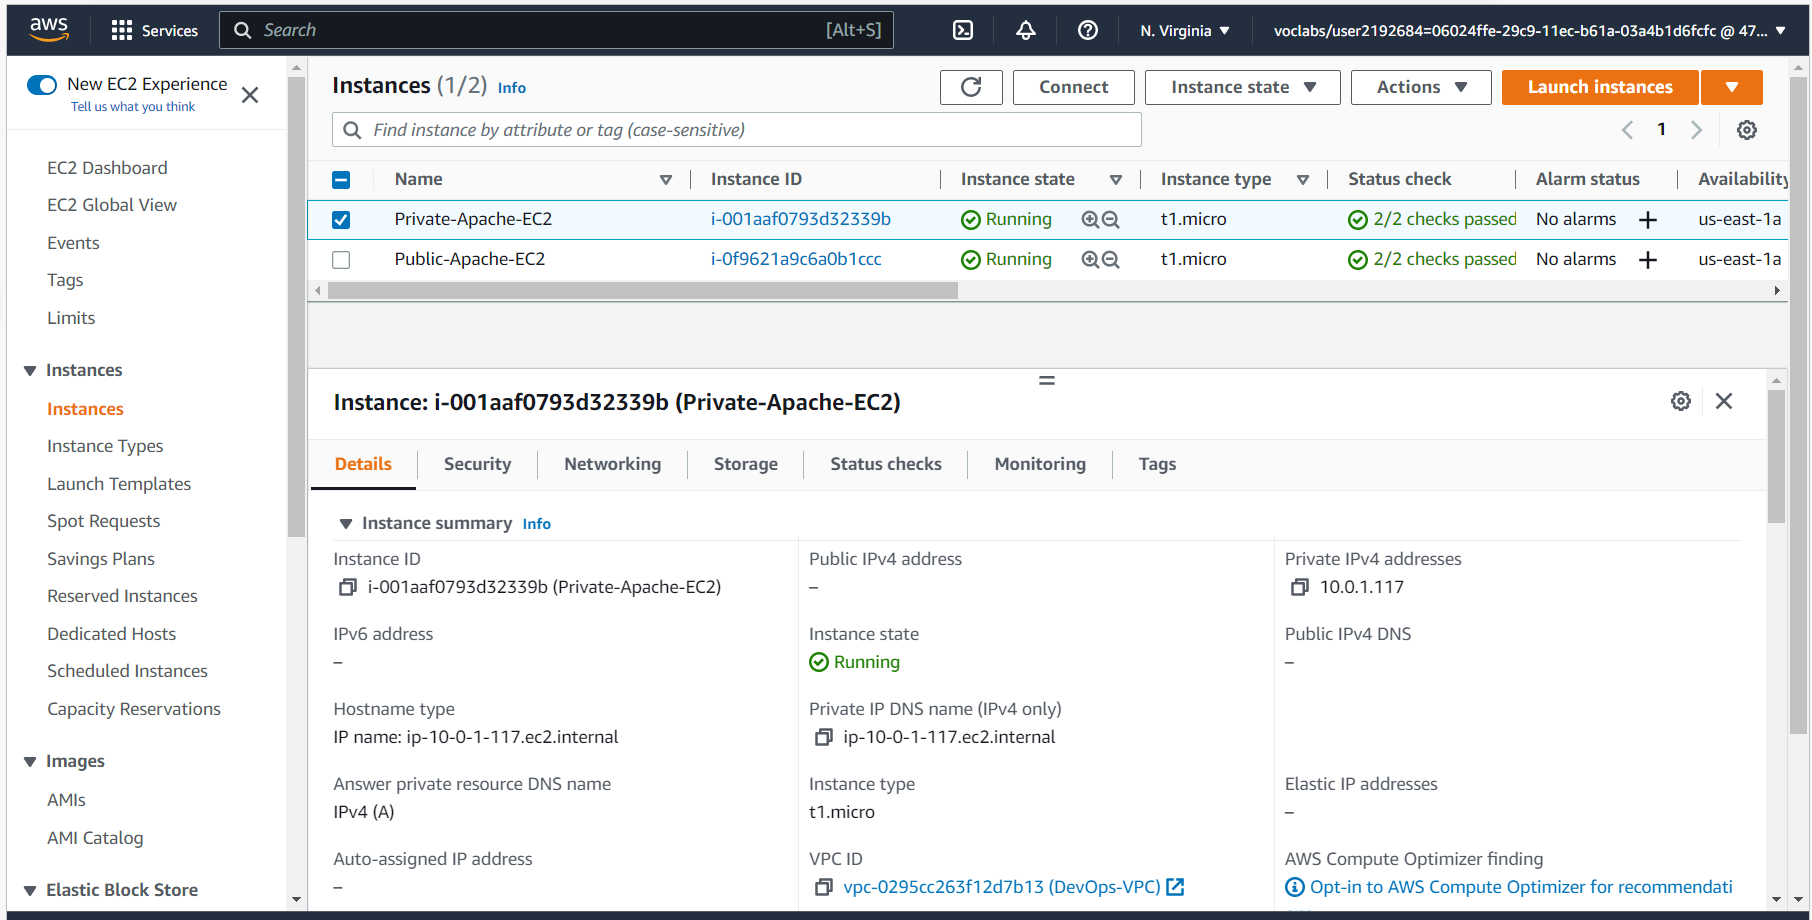 aws
Services
Search
[Alt+S]
N. Virginia
voclabs/user2192684=06024ffe-29c9-11ec-b61a-03a4b1d6fcfc @ 47...
New EC2 Experience
Tell us what you think
EC2 Dashboard
EC2 Global View
Events
Tags
Limits
Instances
Instances
Instance Types
Launch Templates
Spot Requests
Savings Plans
Reserved Instances
Dedicated Hosts
Scheduled Instances
Capacity Reservations
Images
AMIs
AMI Catalog
Elastic Block Store
Instances (1/2) Info
Connect
Instance state
Actions
Launch instances
Find instance by attribute or tag (case-sensitive)
1
Name Instance ID Instance state Instance type Status check Alarm status Availability
Private-Apache-EC2 i-001aaf0793d32339b Running t1.micro 2/2 checks passed No alarms + us-east-1a
Public-Apache-EC2 i-0f9621a9c6a0b1ccc Running t1.micro 2/2 checks passed No alarms + us-east-1a
Instance: i-001aaf0793d32339b (Private-Apache-EC2)
Details Security Networking Storage Status checks Monitoring Tags
Instance summary Info
Instance ID
i-001aaf0793d32339b (Private-Apache-EC2)
Public IPv4 address
–
Private IPv4 addresses
10.0.1.117
IPv6 address
–
Instance state
Running
Public IPv4 DNS
–
Hostname type
IP name: ip-10-0-1-117.ec2.internal
Private IP DNS name (IPv4 only)
ip-10-0-1-117.ec2.internal
Answer private resource DNS name
IPv4 (A)
Instance type
t1.micro
Elastic IP addresses
–
Auto-assigned IP address
–
VPC ID
vpc-0295cc263f12d7b13 (DevOps-VPC)
AWS Compute Optimizer finding
Opt-in to AWS Compute Optimizer for recommendati